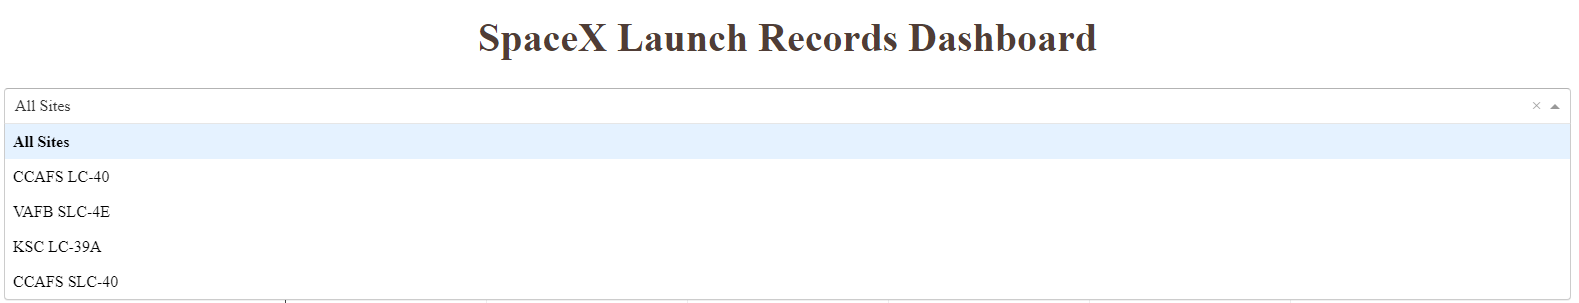 SpaceX Launch Records Dashboard
All Sites
All Sites
CCAFS LC-40
VAFB SLC-4E
KSC LC-39A
CCAFS SLC-40